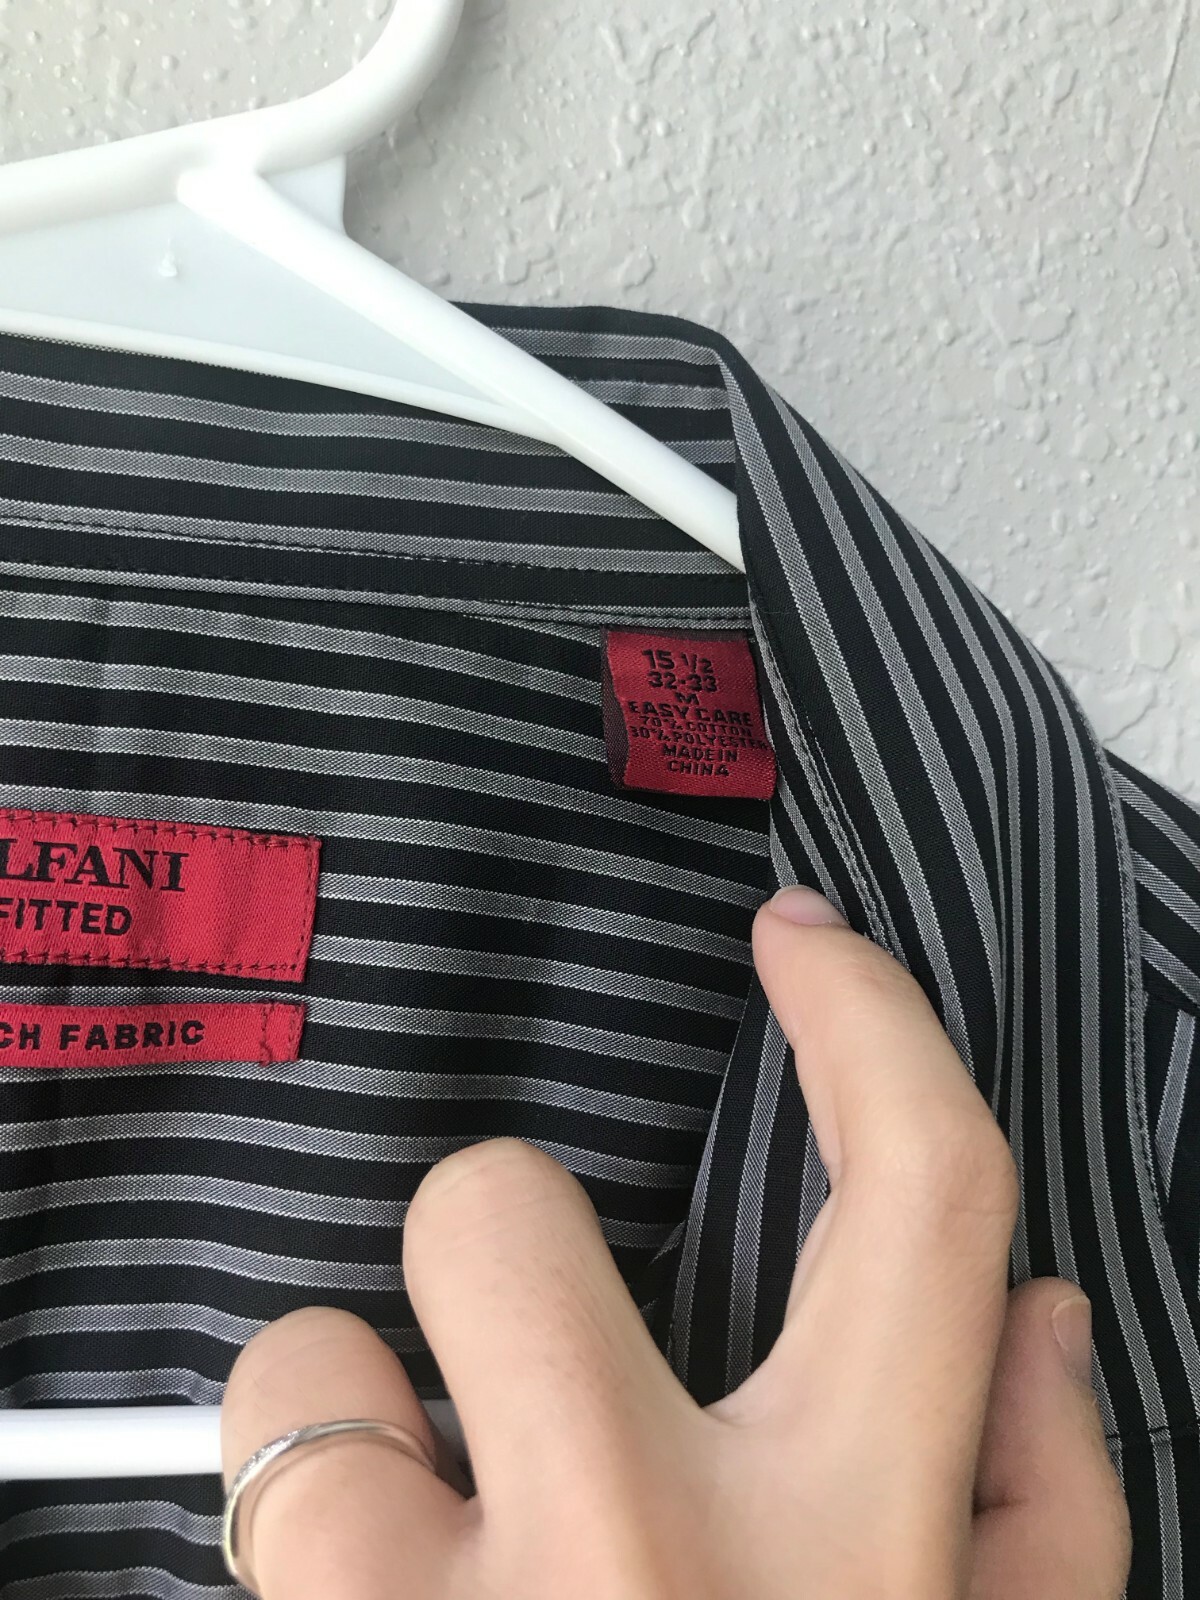 15 1/2
32-33
M
EASY CARE
70% COTTON
30% POLYESTER
MADE IN
CHINA
LFANI
FITTED
CH FABRIC